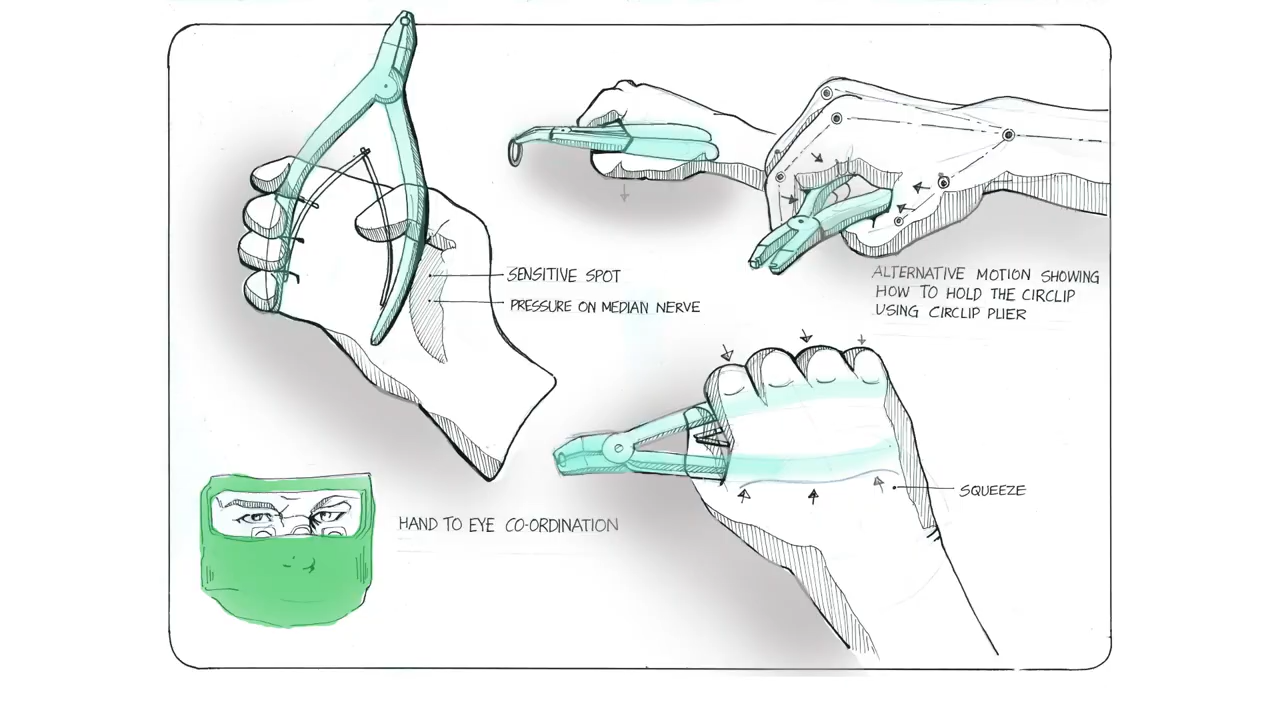 SENSITIVE SPOT
PRESSURE ON MEDIAN NERVE
ALTERNATIVE MOTION SHOWING
HOW TO HOLD THE CIRCLIP
USING CIRCLIP PLIER
SQUEEZE
HAND TO EYE CO-ORDINATION